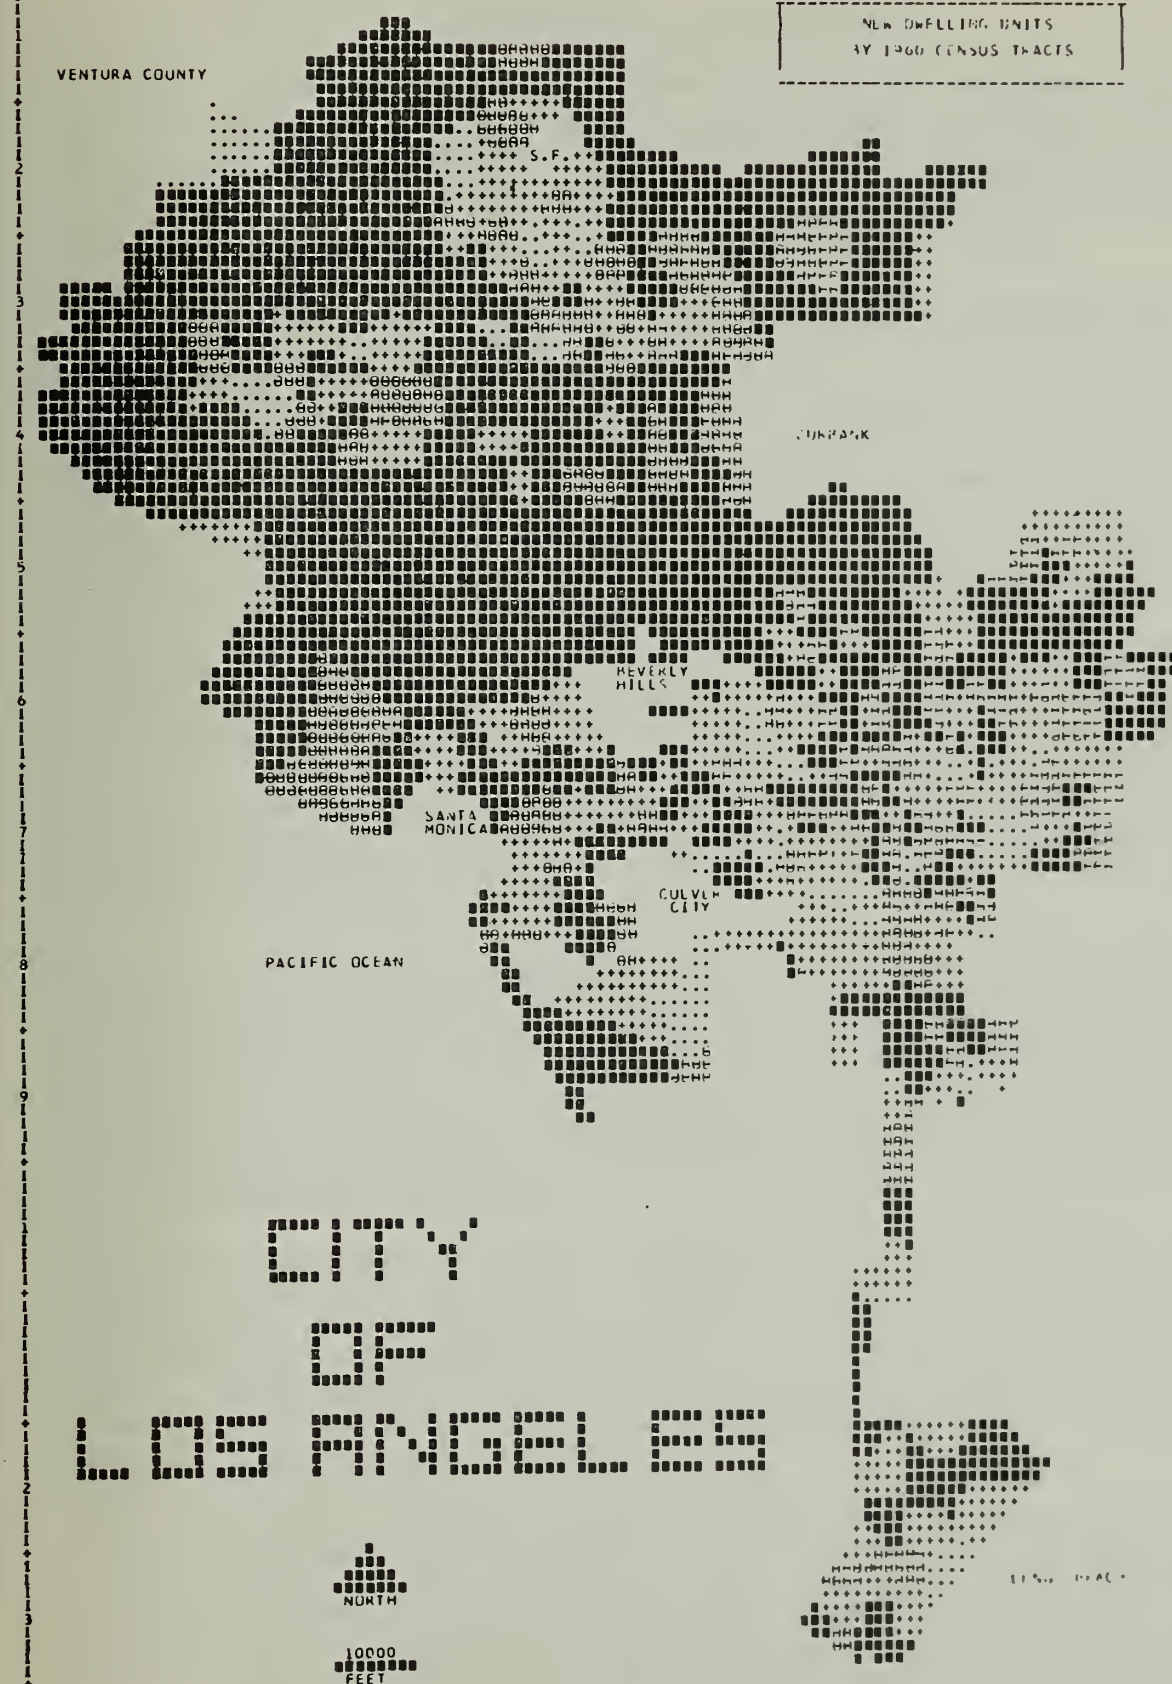 NEW DWELLING UNITS
BY 1960 CENSUS TRACTS
VENTURA COUNTY
S.F.
BEVERLY
HILLS
SANTA
MONICA
CULVER
CITY
PACIFIC OCEAN
CITY
OF
LOS ANGELES
NORTH
10000
FEET